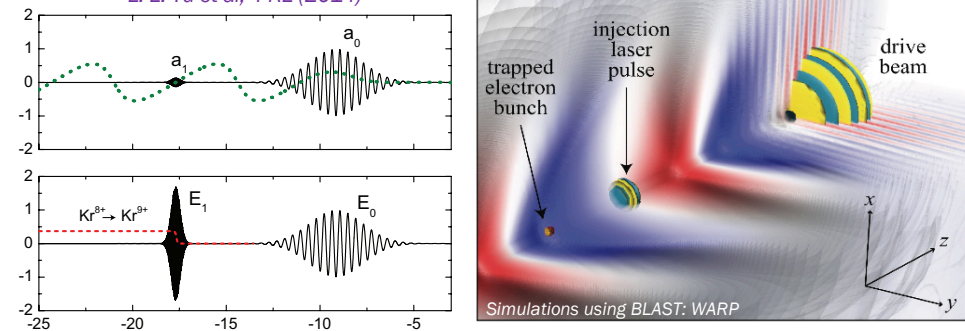 2
1
0
-1
-2
a₁
a₀
2
1
0
-1
-2
Kr⁸⁺→ Kr⁹⁺
E₁
E₀
-25 -20 -15 -10 -5
injection
laser
pulse
drive
beam
trapped
electron
bunch
x
z
y
Simulations using BLAST: WARP